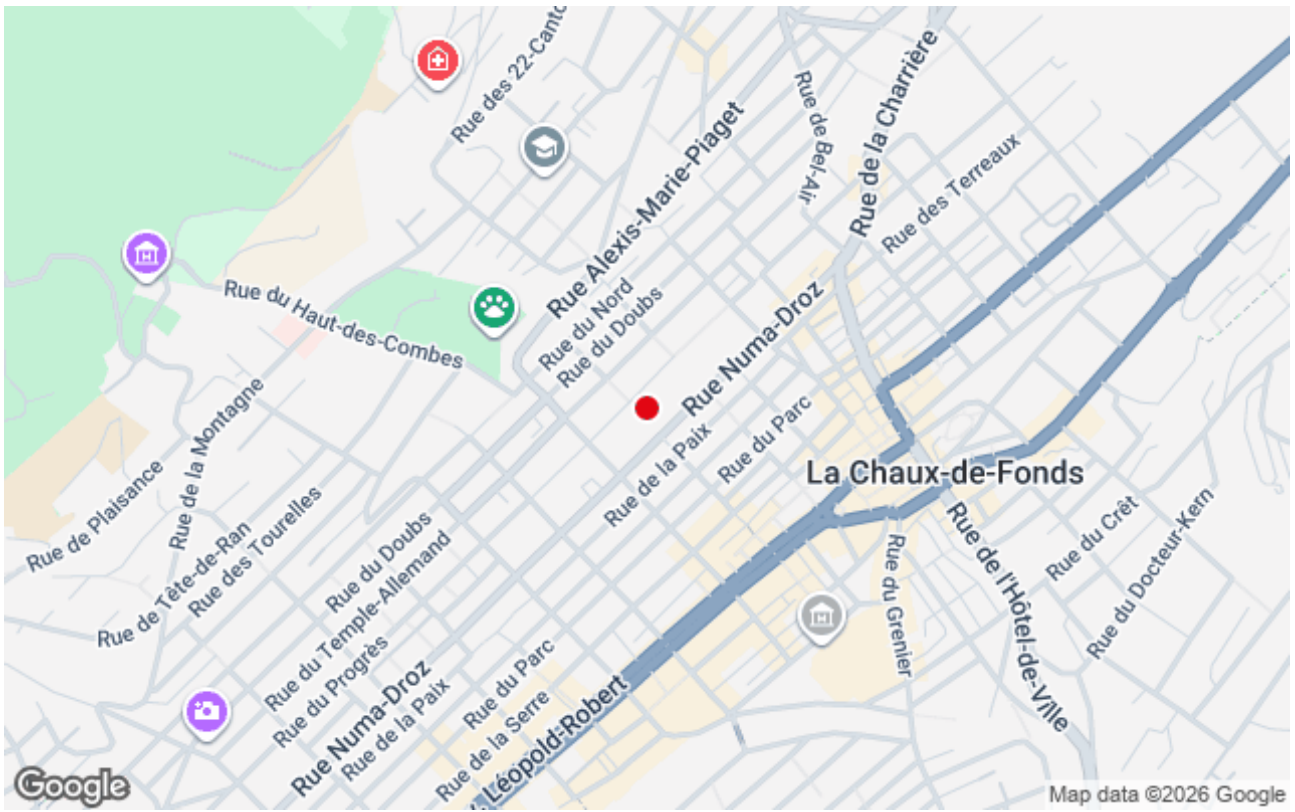 Rue des 22-Canto
Rue Alexis-Marie-Piaget
Rue de Bel-Air
Rue de la Charrière
Rue des Terreaux
Rue du Haut-des-Combes
Rue du Nord
Rue du Doubs
Rue Numa-Droz
Rue de la Montagne
Rue de la Paix
Rue du Parc
La Chaux-de-Fonds
Rue de Plaisance
Rue de Tête-de-Ran
Rue des Tourelles
Rue du Doubs
Rue du Temple-Allemand
Rue du Progrès
Rue Numa-Droz
Rue de la Paix
Rue du Parc
Rue de la Serre
. Léopold-Robert
Rue du Grenier
Rue de l'Hôtel-de-Ville
Rue du Crêt
Rue du Docteur-Kern
Google
Map data ©2026 Google